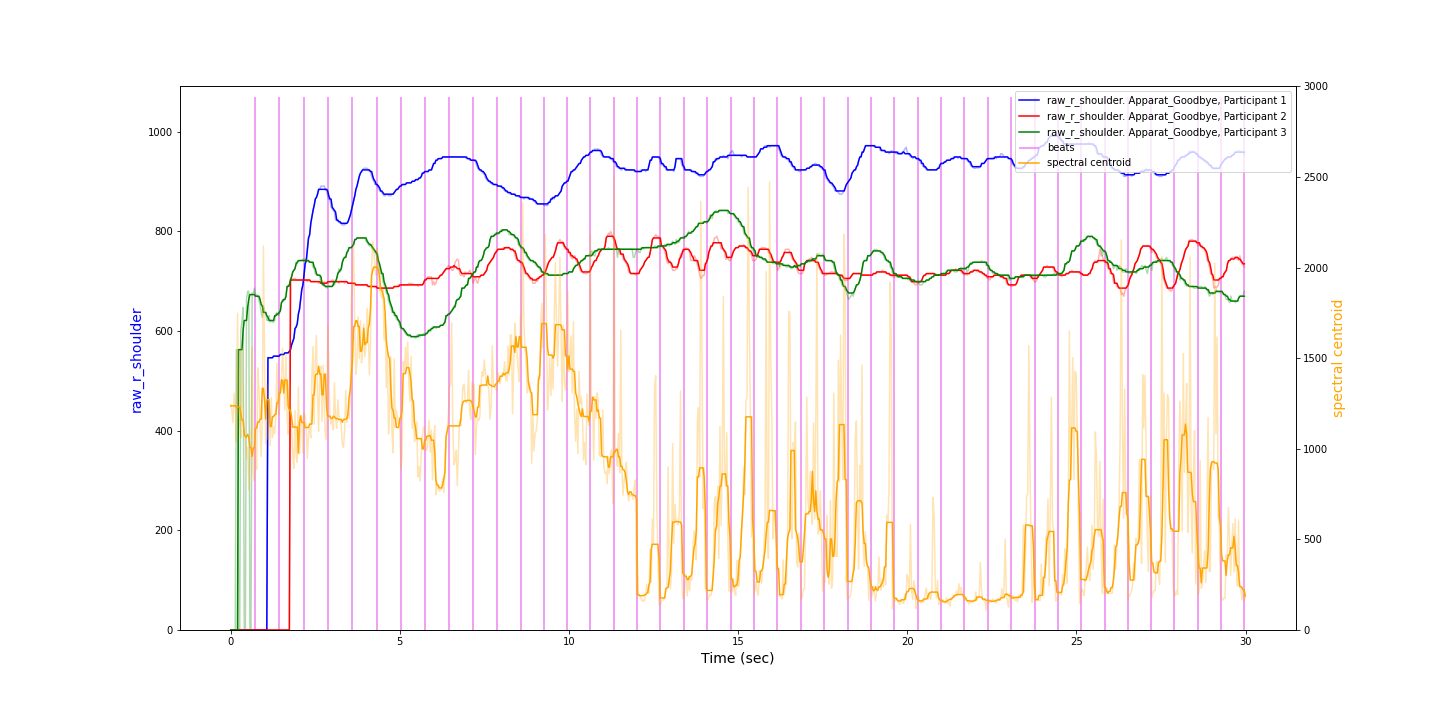 raw_r_shoulder. Apparat_Goodbye, Participant 1
raw_r_shoulder. Apparat_Goodbye, Participant 2
raw_r_shoulder. Apparat_Goodbye, Participant 3
beats
spectral centroid
raw_r_shoulder
1000
800
600
400
200
0
spectral centroid
3000
2500
2000
1500
1000
500
0
0 5 10 15 20 25 30
Time (sec)